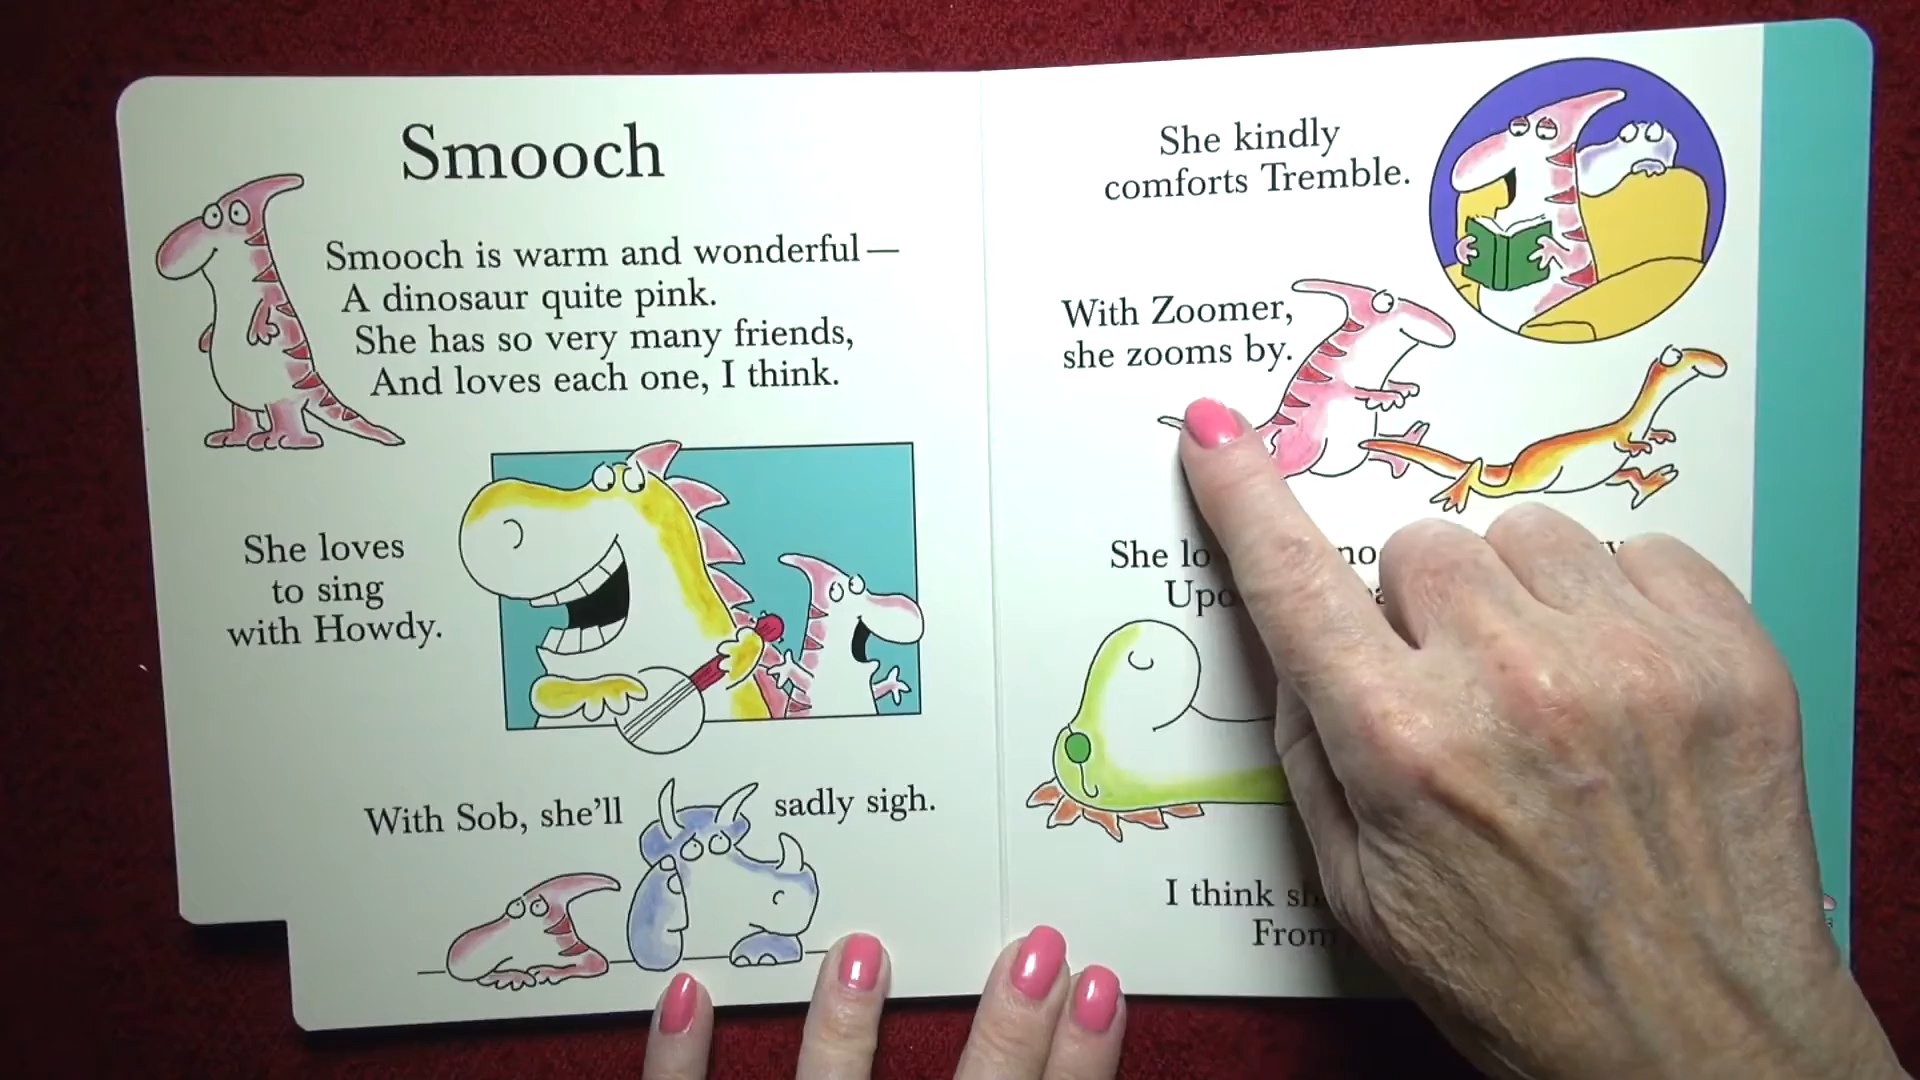 Smooch
Smooch is warm and wonderful—
A dinosaur quite pink.
She has so very many friends,
And loves each one, I think.
She loves
to sing
with Howdy.
With Sob, she'll sadly sigh.
She kindly
comforts Tremble.
With Zoomer,
she zooms by.
She
I think
From